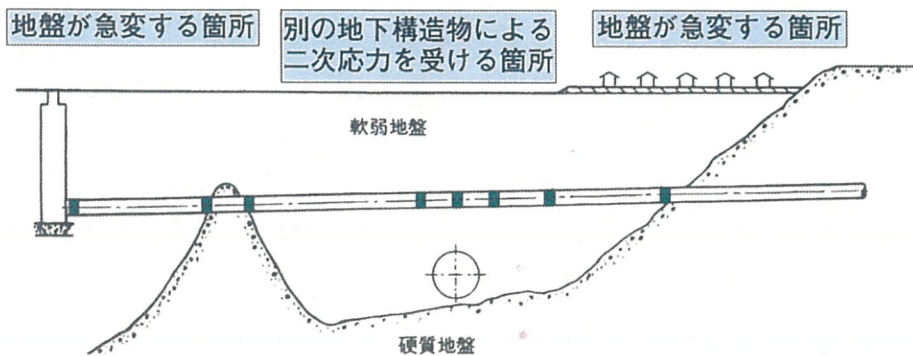 地盤が急変する箇所
別の地下構造物による
二次応力を受ける箇所
地盤が急変する箇所
軟弱地盤
硬質地盤